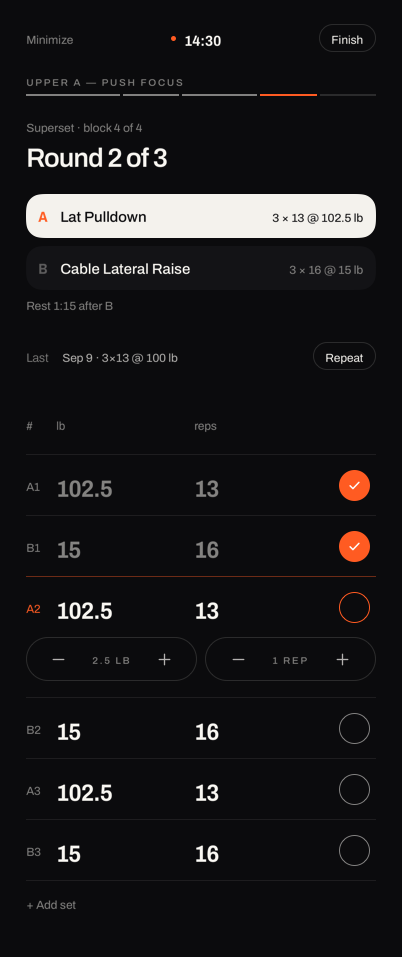 Minimize
14:30
Finish
UPPER A — PUSH FOCUS
Superset · block 4 of 4
Round 2 of 3
A Lat Pulldown 3 × 13 @ 102.5 lb
B Cable Lateral Raise 3 × 16 @ 15 lb
Rest 1:15 after B
Last Sep 9 · 3×13 @ 100 lb Repeat
# lb reps
A1 102.5 13
B1 15 16
A2 102.5 13
− 2.5 LB + − 1 REP +
B2 15 16
A3 102.5 13
B3 15 16
+ Add set